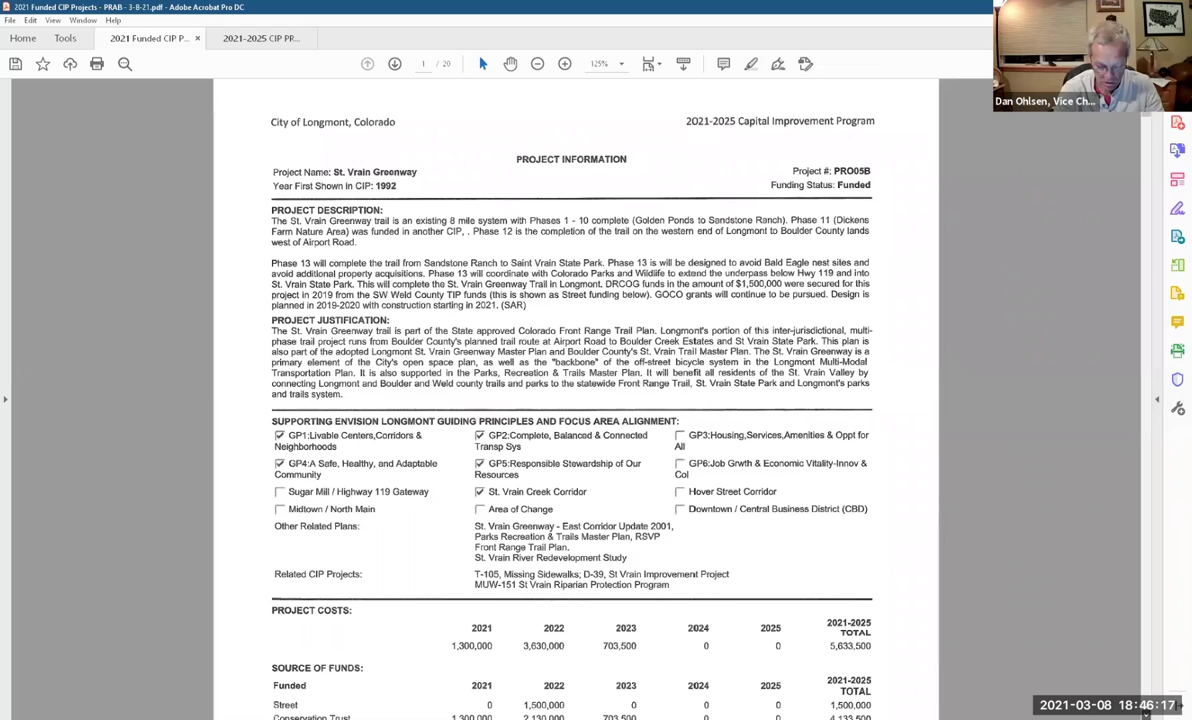 2021 Funded CIP Projects - PRAB - 3-8-21.pdf - Adobe Acrobat Pro DC
File Edit View Window Help
Home Tools 2021 Funded CIP P... × 2021-2025 CIP PR...
1 / 20 125%
Dan Ohlsen, Vice Ch...
City of Longmont, Colorado 2021-2025 Capital Improvement Program
PROJECT INFORMATION
Project Name: St. Vrain Greenway Project #: PRO05B
Year First Shown in CIP: 1992 Funding Status: Funded
PROJECT DESCRIPTION:
The St. Vrain Greenway trail is an existing 8 mile system with Phases 1 - 10 complete (Golden Ponds to Sandstone Ranch). Phase 11 (Dickens
Farm Nature Area) was funded in another CIP, . Phase 12 is the completion of the trail on the western end of Longmont to Boulder County lands
west of Airport Road.
Phase 13 will complete the trail from Sandstone Ranch to Saint Vrain State Park. Phase 13 is will be designed to avoid Bald Eagle nest sites and
avoid additional property acquisitions. Phase 13 will coordinate with Colorado Parks and Wildlife to extend the underpass below Hwy 119 and into
St. Vrain State Park. This will complete the St. Vrain Greenway Trail in Longmont. DRCOG funds in the amount of $1,500,000 were secured for this
project in 2019 from the SW Weld County TIP funds (this is shown as Street funding below). GOCO grants will continue to be pursued. Design is
planned in 2019-2020 with construction starting in 2021. (SAR)
PROJECT JUSTIFICATION:
The St. Vrain Greenway trail is part of the State approved Colorado Front Range Trail Plan. Longmont's portion of this inter-jurisdictional, multi-
phase trail project runs from Boulder County's planned trail route at Airport Road to Boulder Creek Estates and St Vrain State Park. This plan is
also part of the adopted Longmont St. Vrain Greenway Master Plan and Boulder County's St. Vrain Trail Master Plan. The St. Vrain Greenway is a
primary element of the City's open space plan, as well as the "backbone" of the off-street bicycle system in the Longmont Multi-Modal
Transportation Plan. It is also supported in the Parks, Recreation & Trails Master Plan. It will benefit all residents of the St. Vrain Valley by
connecting Longmont and Boulder and Weld county trails and parks to the statewide Front Range Trail, St. Vrain State Park and Longmont's parks
and trails system.
SUPPORTING ENVISION LONGMONT GUIDING PRINCIPLES AND FOCUS AREA ALIGNMENT:
GP1:Livable Centers,Corridors & GP2:Complete, Balanced & Connected GP3:Housing,Services,Amenities & Oppt for
Neighborhoods Transp Sys All
GP4:A Safe, Healthy, and Adaptable GP5:Responsible Stewardship of Our GP6:Job Grwth & Economic Vitality-Innov &
Community Resources Col
Sugar Mill / Highway 119 Gateway St. Vrain Creek Corridor Hover Street Corridor
Midtown / North Main Area of Change Downtown / Central Business District (CBD)
Other Related Plans: St. Vrain Greenway - East Corridor Update 2001,
Parks Recreation & Trails Master Plan, RSVP
Front Range Trail Plan.
St. Vrain River Redevelopment Study
Related CIP Projects: T-105, Missing Sidewalks; D-39, St Vrain Improvement Project
MUW-151 St Vrain Riparian Protection Program
PROJECT COSTS:
2021 2022 2023 2024 2025 2021-2025 TOTAL
1,300,000 3,630,000 703,500 0 0 5,633,500
SOURCE OF FUNDS:
Funded 2021 2022 2023 2024 2025 2021-2025 TOTAL
Street 0 1,500,000 0 0 0 1,500,000
Conservation Trust 1,300,000 2,130,000 703,500 0 0 4,133,500
2021-03-08 18:46:17